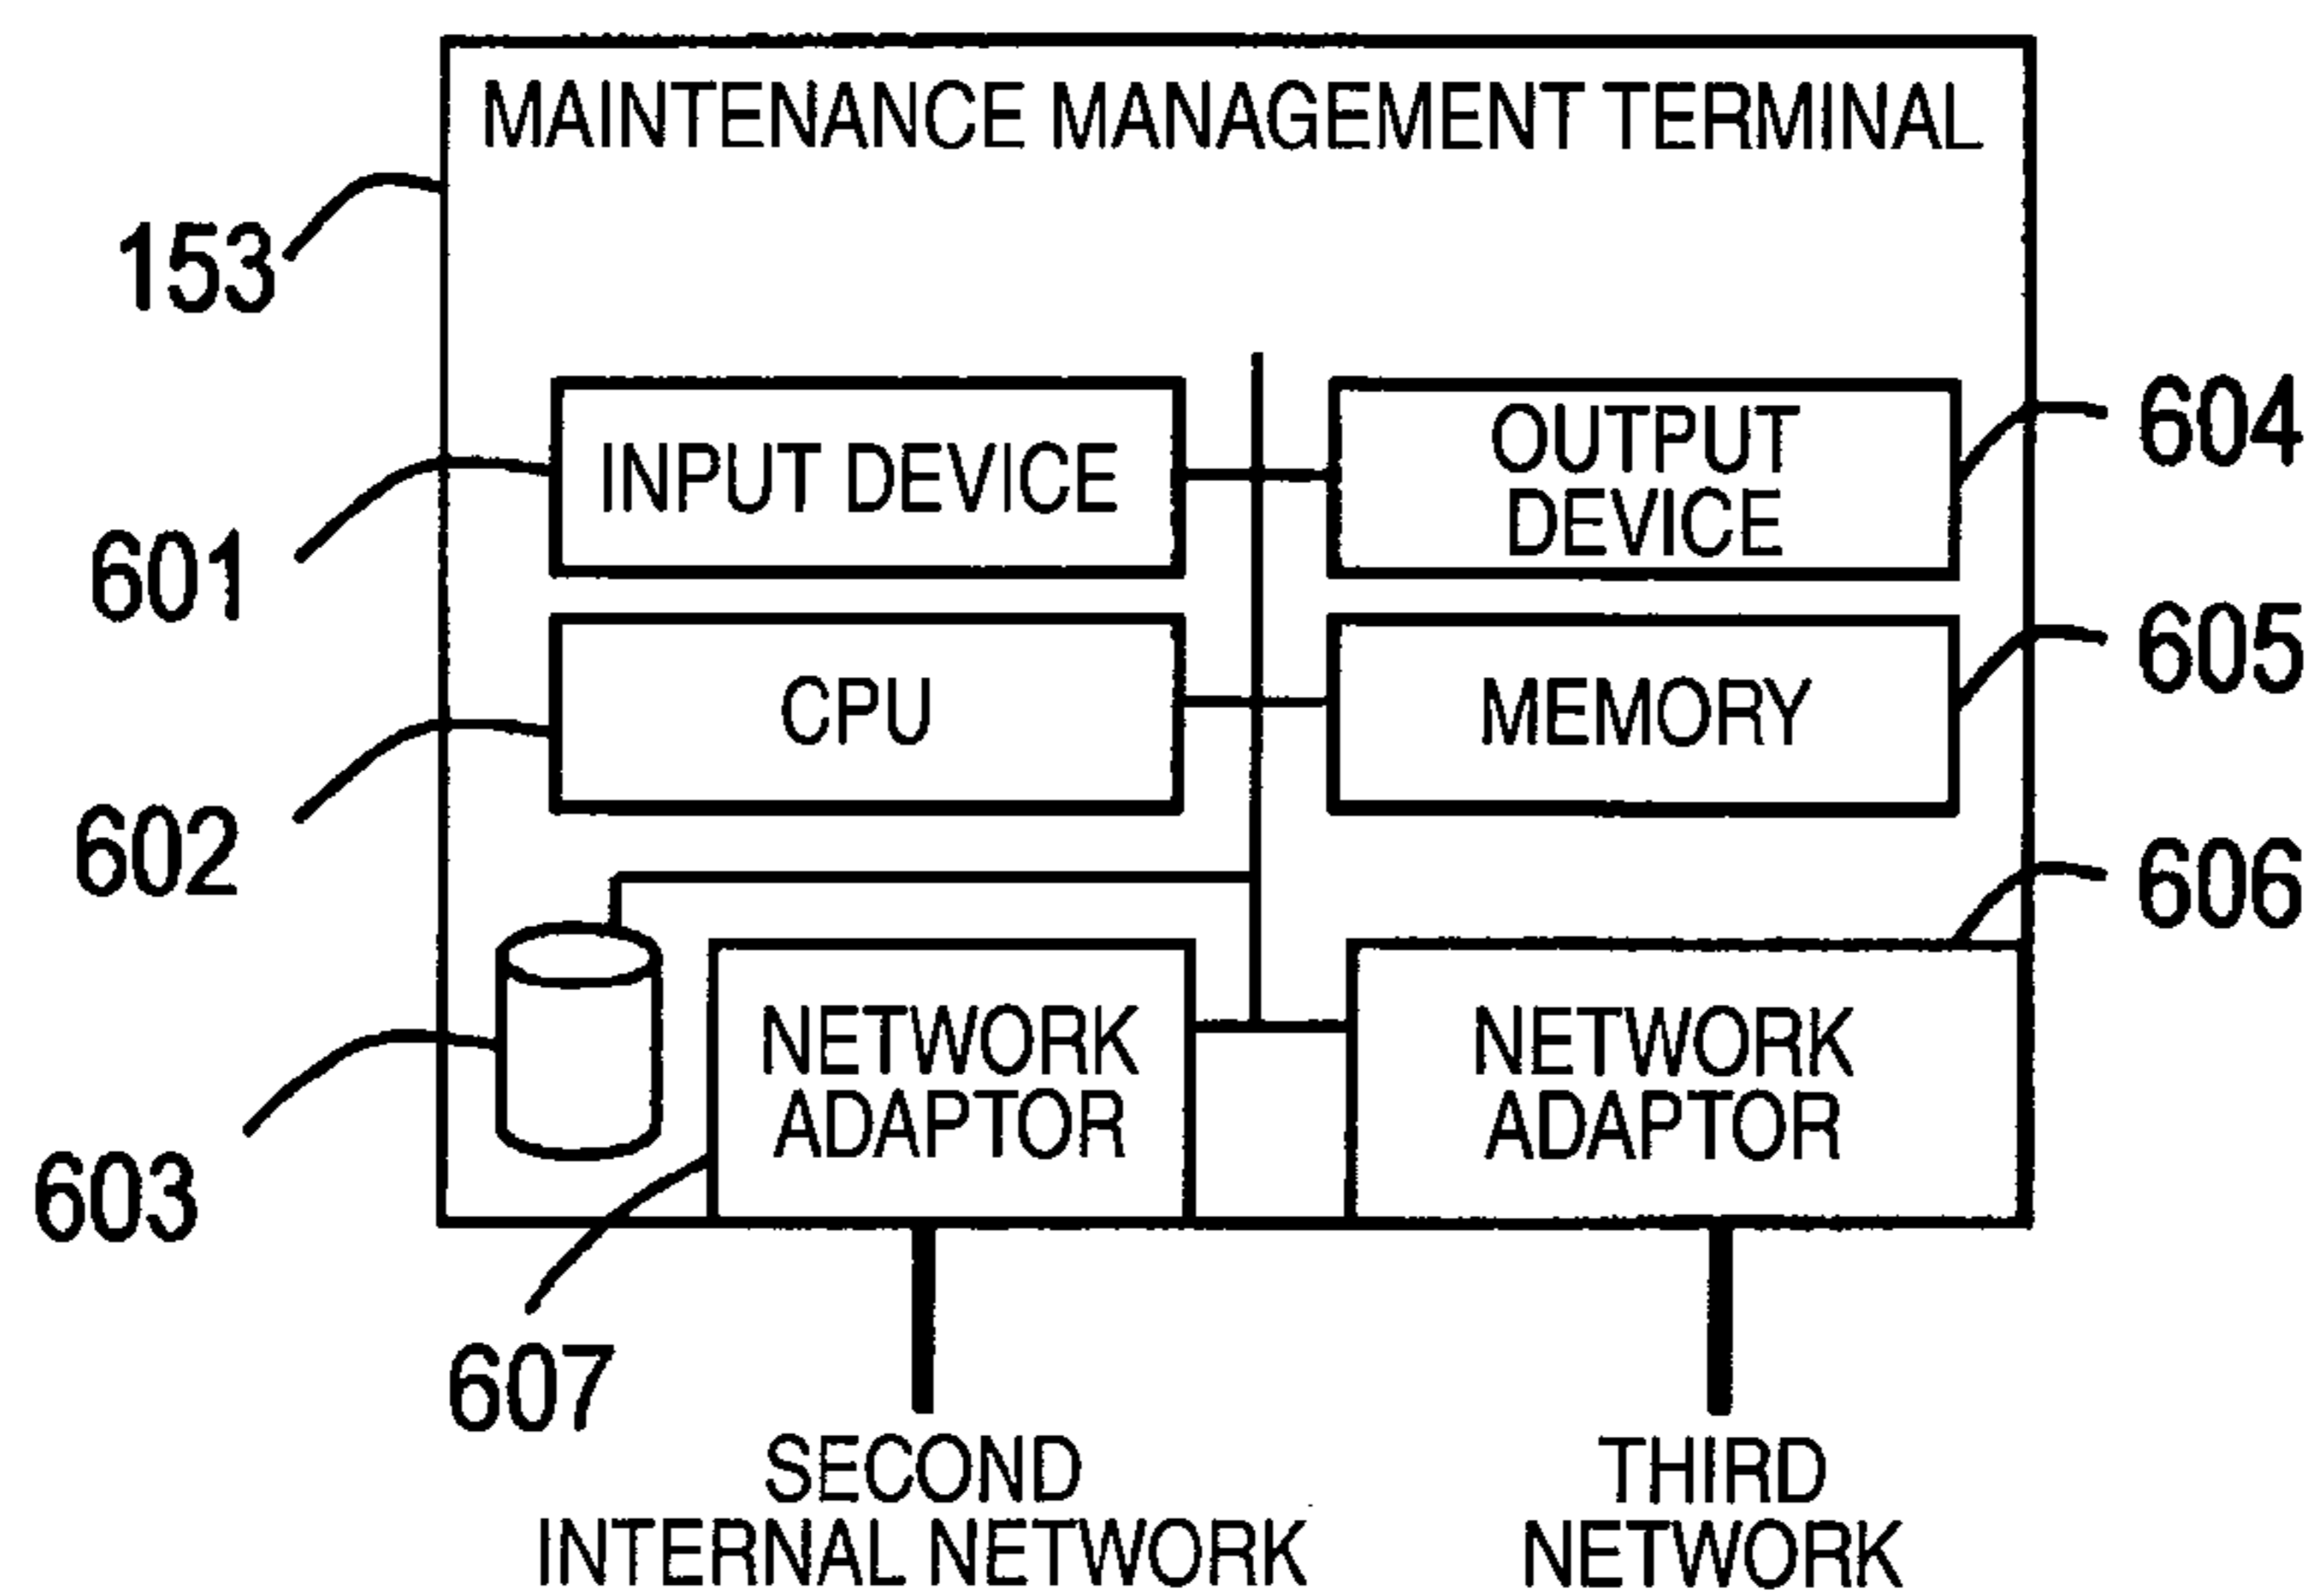 MAINTENANCE MANAGEMENT TERMINAL
153
INPUT DEVICE
OUTPUT
DEVICE
604
601
CPU
MEMORY
605
602
606
NETWORK
ADAPTOR
NETWORK
ADAPTOR
603
607
SECOND
INTERNAL NETWORK
THIRD
NETWORK